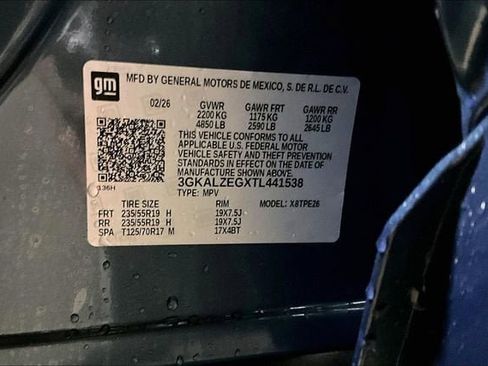 gm
MFD BY GENERAL MOTORS DE MEXICO, S. DE R.L. DE C.V.
02/26 GVWR GAWR FRT GAWR RR
2200 KG 1175 KG 1200 KG
4850 LB 2590 LB 2645 LB
THIS VEHICLE CONFORMS TO ALL
APPLICABLE U.S. FEDERAL MOTOR
VEHICLE SAFETY AND THEFT PREVENTION
STANDARDS IN EFFECT ON THE DATE OF
MANUFACTURE SHOWN ABOVE.
3GKALZEGXTL441538
136H
TYPE: MPV MODEL: X8TPE26
TIRE SIZE RIM
FRT 235/55R19 H 19X7.5J
RR 235/55R19 H 19X7.5J
SPA T125/70R17 M 17X4BT